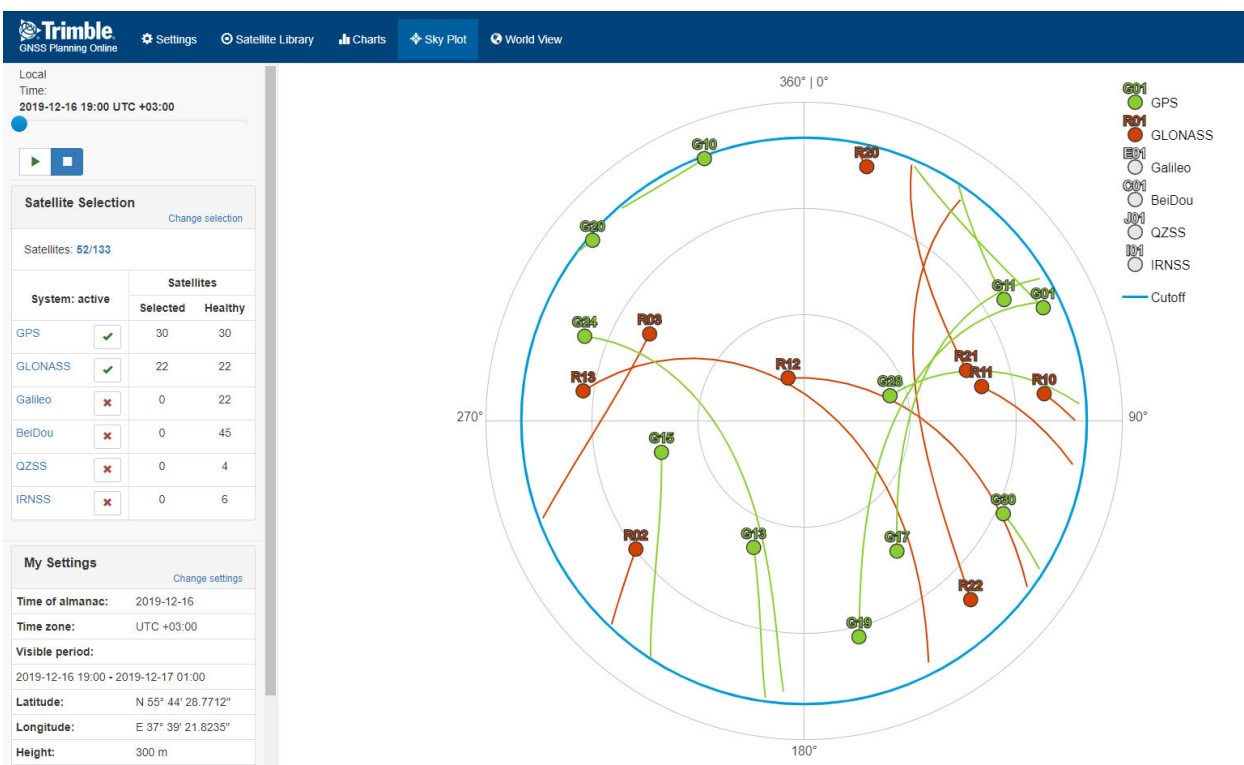 Trimble.
GNSS Planning Online
Settings
Satellite Library
Charts
Sky Plot
World View
Local
Time:
2019-12-16 19:00 UTC +03:00
Satellite Selection
Change selection
Satellites: 52/133
System: active
Satellites
Selected Healthy
GPS 30 30
GLONASS 22 22
Galileo 0 22
BeiDou 0 45
QZSS 0 4
IRNSS 0 6
My Settings
Change settings
Time of almanac: 2019-12-16
Time zone: UTC +03:00
Visible period:
2019-12-16 19:00 - 2019-12-17 01:00
Latitude: N 55° 44' 28.7712"
Longitude: E 37° 39' 21.8235"
Height: 300 m
360° | 0°
G10
R20
G20
G11
G01
G24
R03
R12
R21
R13
G28
R11
R10
270°
90°
G15
G30
R02
G13
G17
R22
G19
180°
G01
GPS
R01
GLONASS
E01
Galileo
C01
BeiDou
J01
QZSS
I01
IRNSS
Cutoff